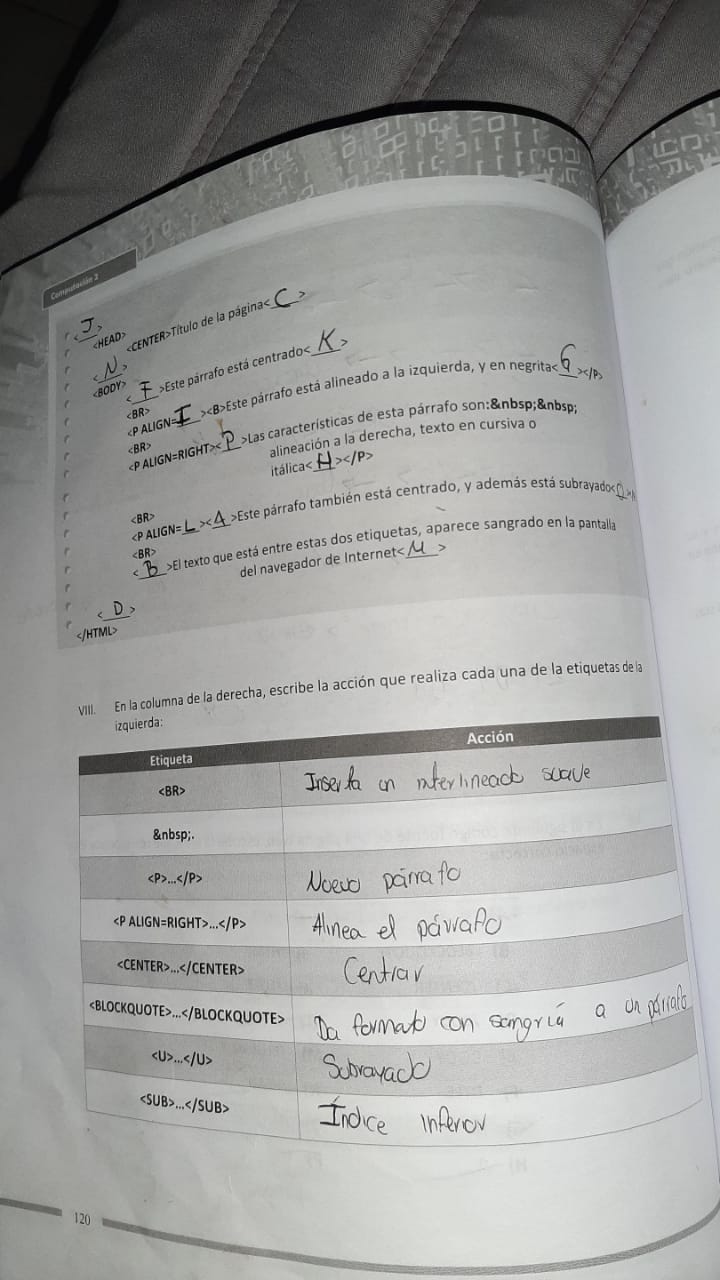 Computación 2
<J>
<HEAD>
<CENTER>Título de la página<C>
<N>
<BODY>
<F>Este párrafo está centrado<K>
<BR>
<P ALIGN=I><B>Este párrafo está alineado a la izquierda, y en negrita<G></P>
<BR>
<P ALIGN=RIGHT><P>Las características de esta párrafo son:&nbsp;&nbsp;
alineación a la derecha, texto en cursiva o
itálica<H></P>
<BR>
<P ALIGN=L><A>Este párrafo también está centrado, y además está subrayado<
<BR>
<B>El texto que está entre estas dos etiquetas, aparece sangrado en la pantalla
del navegador de Internet<M>
<D>
</HTML>
VIII. En la columna de la derecha, escribe la acción que realiza cada una de la etiquetas de la
izquierda:
Etiqueta Acción
<BR> Inserta un interlineado suave
&nbsp;.
<P>...</P> Nuevo párrafo
<P ALIGN=RIGHT>...</P> Alinea el párrafo
<CENTER>...</CENTER> Centrar
<BLOCKQUOTE>...</BLOCKQUOTE> Da formato con sangría a un párrafo
<U>...</U> Subrayado
<SUB>...</SUB> Índice inferior
120